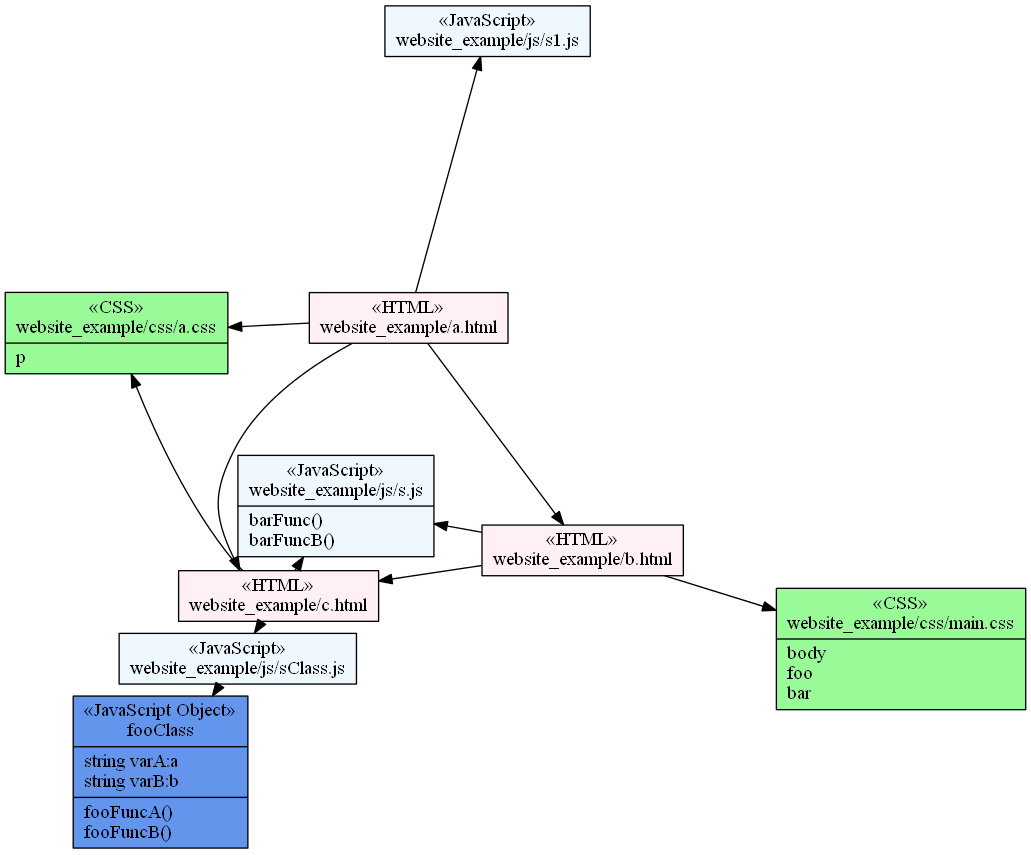 «JavaScript»
website_example/js/s1.js
«CSS»
website_example/css/a.css
p
«HTML»
website_example/a.html
«JavaScript»
website_example/js/s.js
barFunc()
barFuncB()
«HTML»
website_example/b.html
«HTML»
website_example/c.html
«CSS»
website_example/css/main.css
body
foo
bar
«JavaScript»
website_example/js/sClass.js
«JavaScript Object»
fooClass
string varA:a
string varB:b
fooFuncA()
fooFuncB()